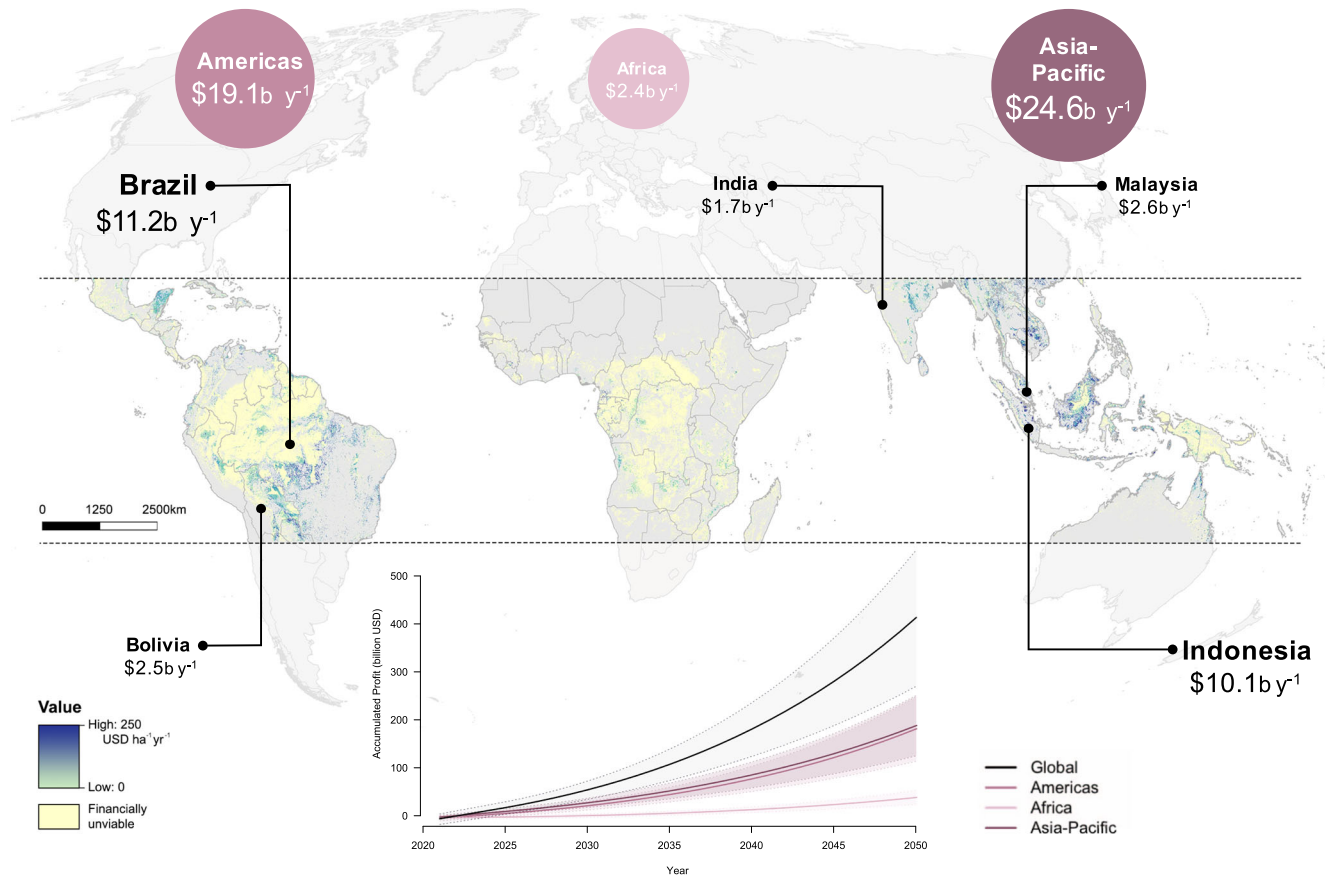 Americas
$19.1b y⁻¹
Africa
$2.4b y⁻¹
Asia-
Pacific
$24.6b y⁻¹
Brazil
$11.2b y⁻¹
India
$1.7b y⁻¹
Malaysia
$2.6b y⁻¹
0 1250 2500km
Bolivia
$2.5b y⁻¹
Indonesia
$10.1b y⁻¹
Value
High: 250
USD ha⁻¹yr⁻¹
Low: 0
Financially
unviable
Accumulated Profit (billion USD)
500
400
300
200
100
0
2020 2025 2030 2035 2040 2045 2050
Year
Global
Americas
Africa
Asia-Pacific